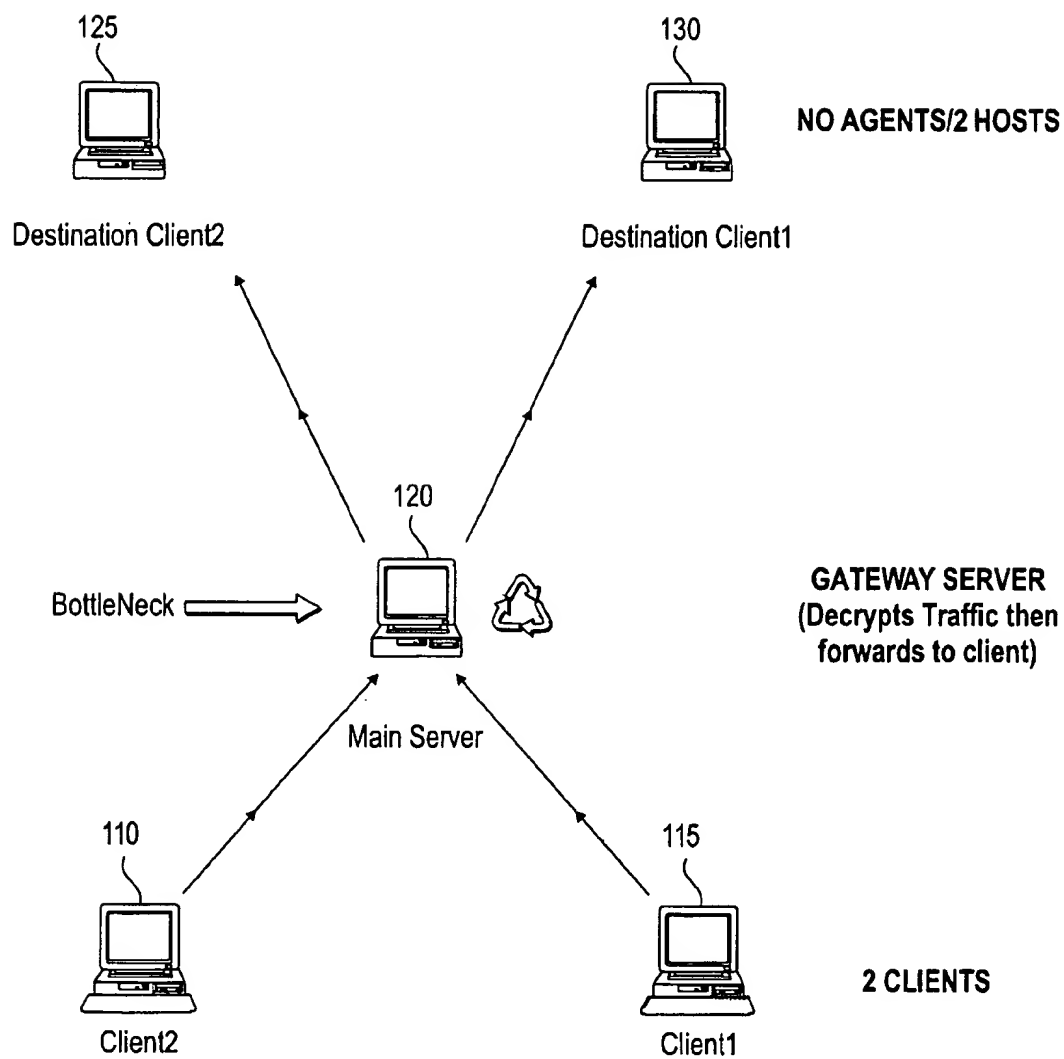 125
130
NO AGENTS/2 HOSTS
Destination Client2
Destination Client1
120
BottleNeck
GATEWAY SERVER
(Decrypts Traffic then
forwards to client)
Main Server
110
115
2 CLIENTS
Client2
Client1